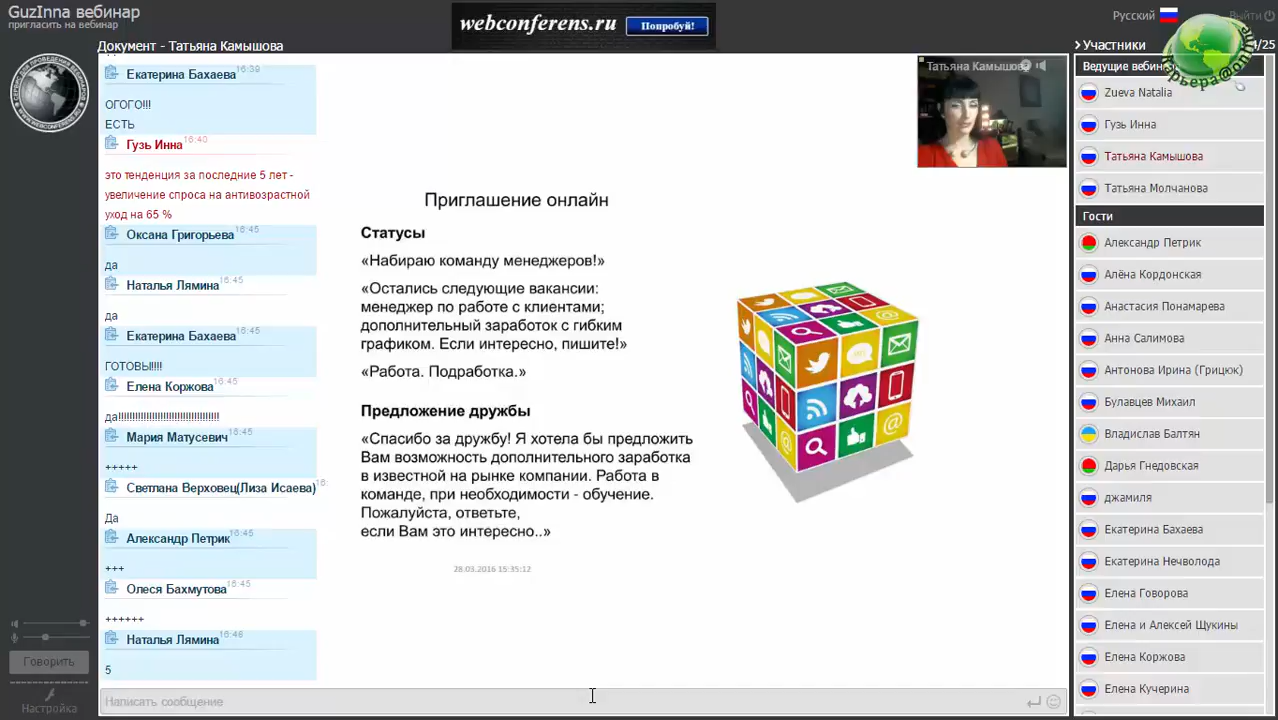 GuzInna вебинар
пригласить на вебинар
webconferens.ru Попробуй!
Русский
Выйти
Документ - Татьяна Камышова
Екатерина Бахаева 16:39
ОГОГО!!!
ЕСТЬ
Гузь Инна 16:40
это тенденция за последние 5 лет -
увеличение спроса на антивозрастной
уход на 65 %
Оксана Григорьева 16:45
да
Наталья Лямина 16:45
да
Екатерина Бахаева 16:45
ГОТОВЫ!!!!
Елена Коржова 16:45
да!!!!!!!!!!!!!!!!!!!!!!!!!!!!!!!!!!
Мария Матусевич 16:45
+++++
Светлана Верховец(Лиза Исаева) 16:
Да
Александр Петрик 16:45
+++
Олеся Бахмутова 16:45
++++++
Наталья Лямина 16:48
5
Говорить
Настройка
Написать сообщение
Приглашение онлайн
Статусы
«Набираю команду менеджеров!»
«Остались следующие вакансии:
менеджер по работе с клиентами;
дополнительный заработок с гибким
графиком. Если интересно, пишите!»
«Работа. Подработка.»
Предложение дружбы
«Спасибо за дружбу! Я хотела бы предложить
Вам возможность дополнительного заработка
в известной на рынке компании. Работа в
команде, при необходимости - обучение.
Пожалуйста, ответьте,
если Вам это интересно..»
28.03.2016 15:35:12
Татьяна Камышова
Участники
/25
Ведущие
Zueva Natalia
Гузь Инна
Татьяна Камышова
Татьяна Молчанова
Гости
Александр Петрик
Алёна Кордонская
Анастасия Пономарева
Анна Салимова
Антонова Ирина (Грицюк)
Булавцев Михаил
Владислав Балтян
Дарья Гнедовская
джамиля
Екатерина Бахаева
Екатерина Нечволода
Елена Говорова
Елена и Алексей Щукины
Елена Коржова
Елена Кучерина